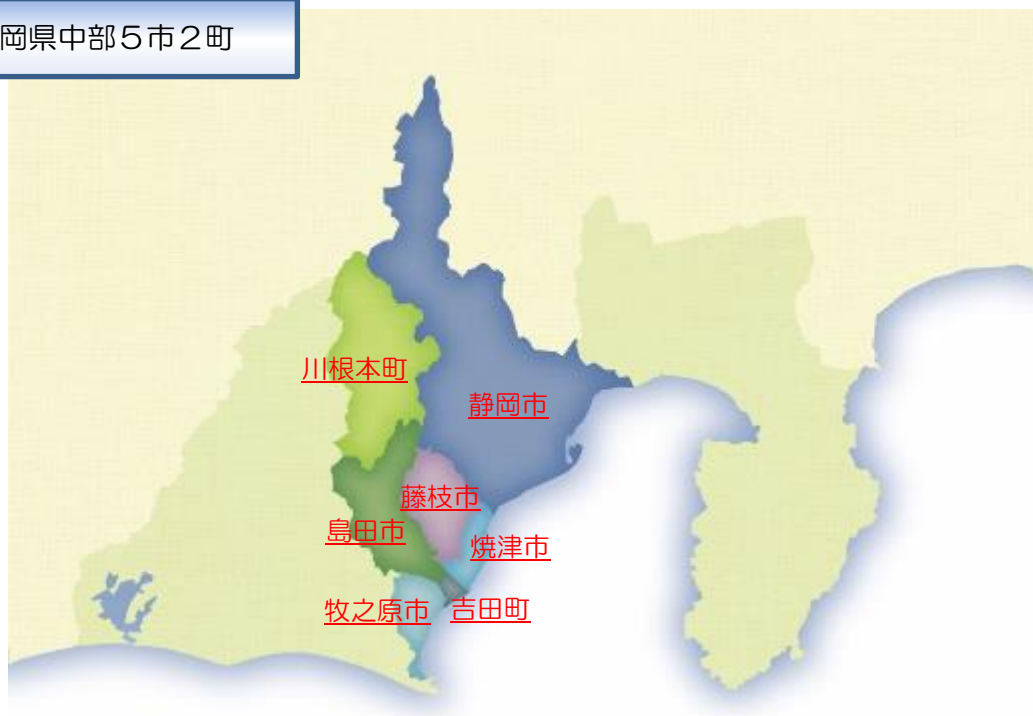 岡県中部５市２町
川根本町
静岡市
藤枝市
島田市
焼津市
牧之原市
吉田町